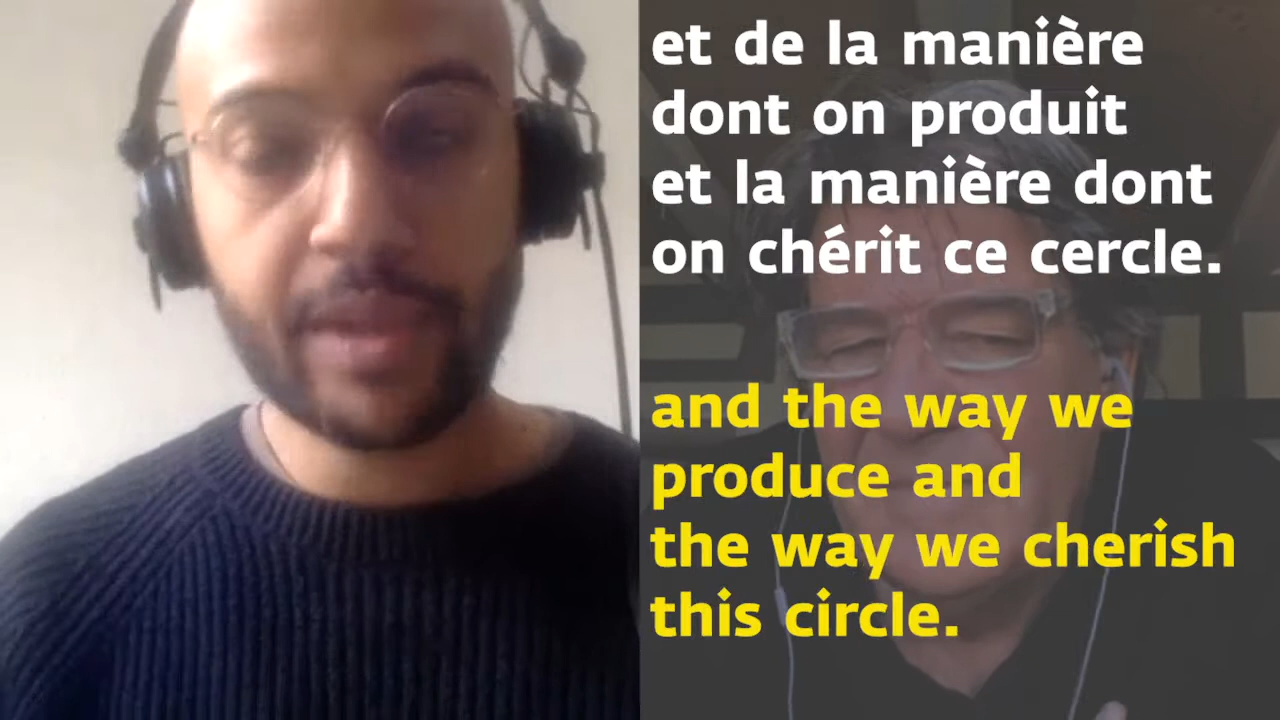 et de la manière
dont on produit
et la manière dont
on chérit ce cercle.
and the way we
produce and
the way we cherish
this circle.